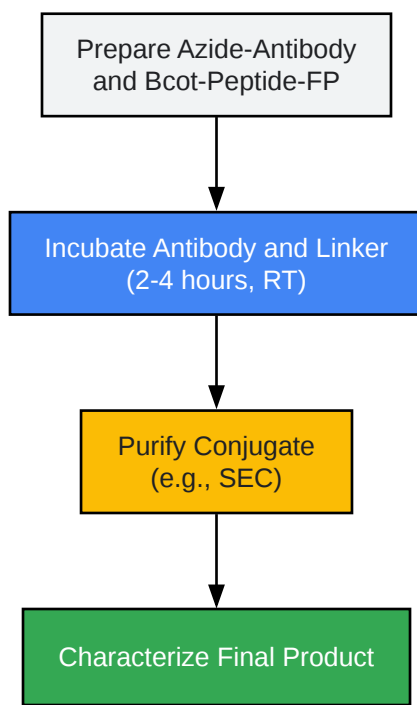 Prepare Azide-Antibody
and Bcot-Peptide-FP
Incubate Antibody and Linker
(2-4 hours, RT)
Purify Conjugate
(e.g., SEC)
Characterize Final Product